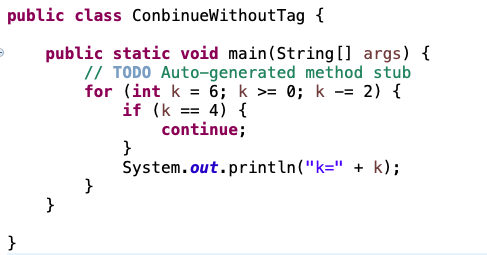 public class ConbinueWithoutTag {
public static void main(String[] args) {
// TODO Auto-generated method stub
for (int k = 6; k >= 0; k -= 2) {
if (k == 4) {
continue;
}
System.out.println("k=" + k);
}
}
}